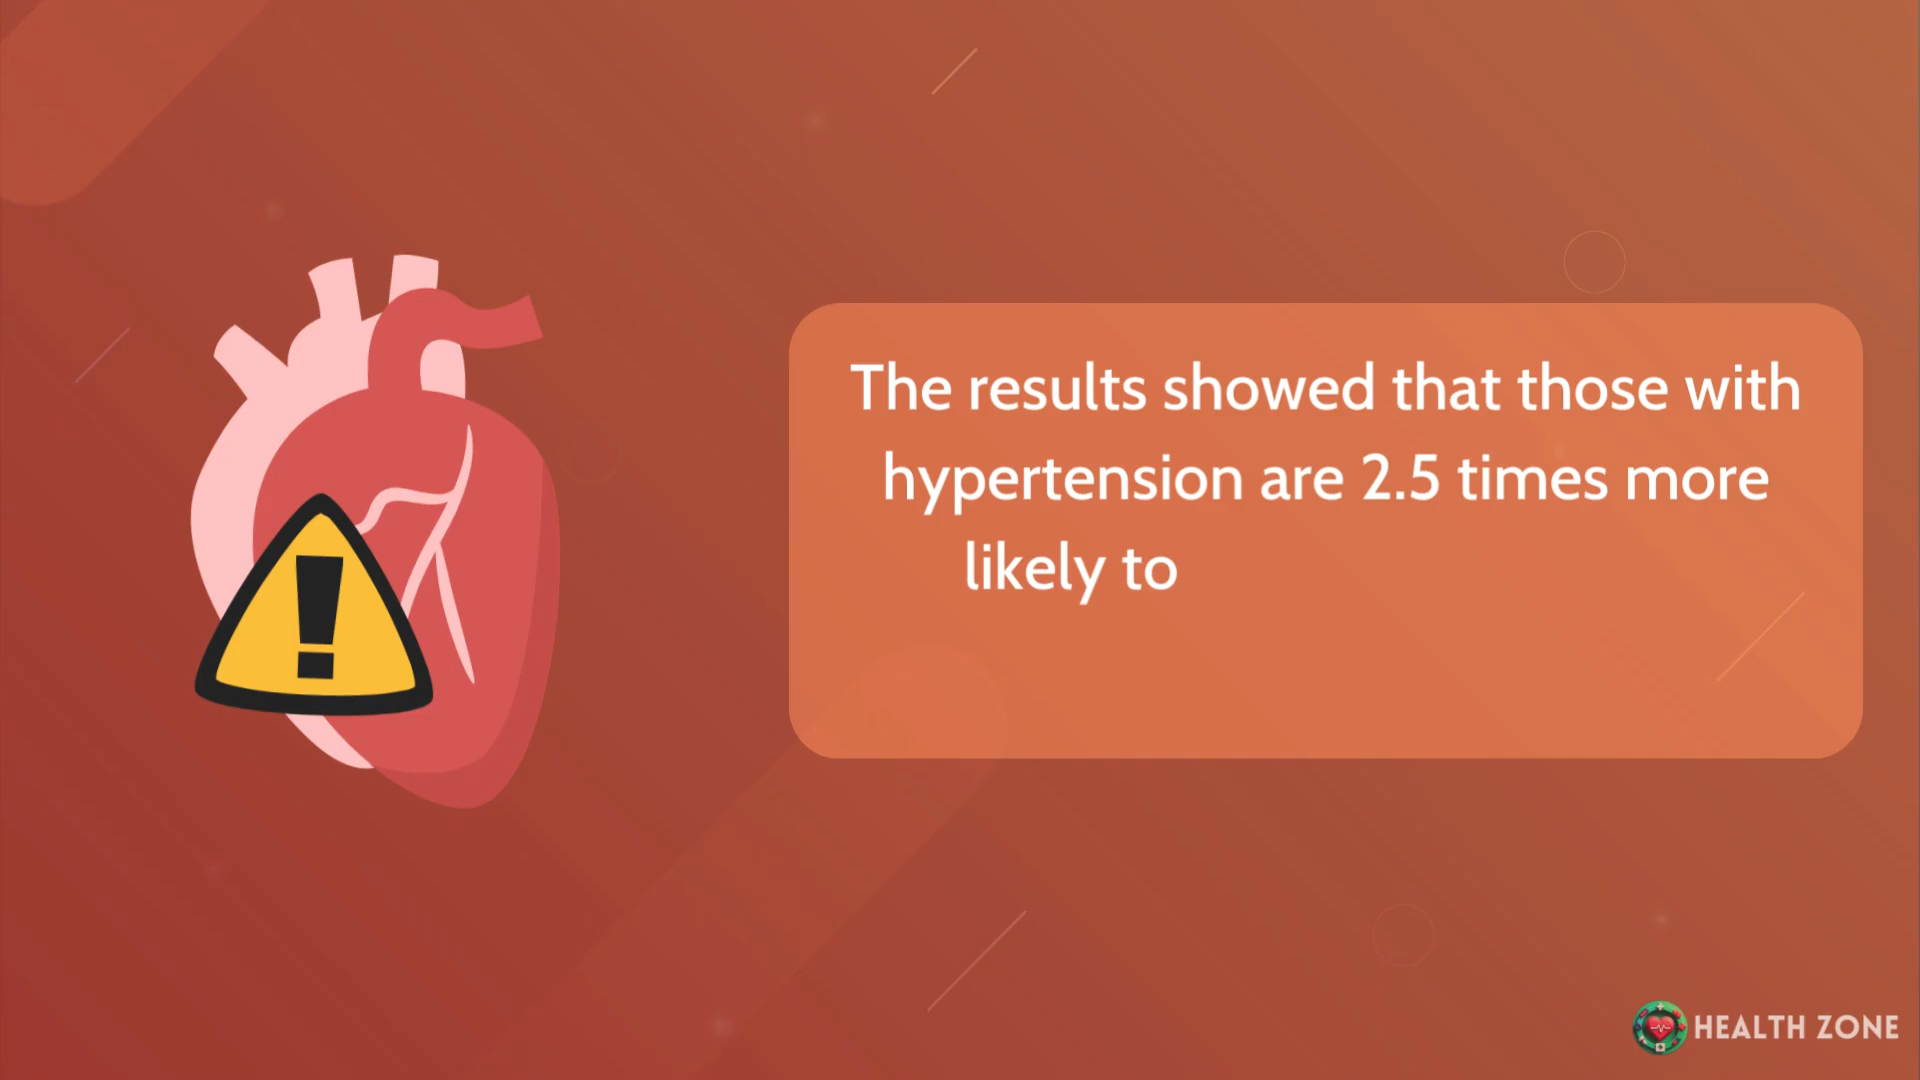 The results showed that those with
hypertension are 2.5 times more
likely to
HEALTH ZONE